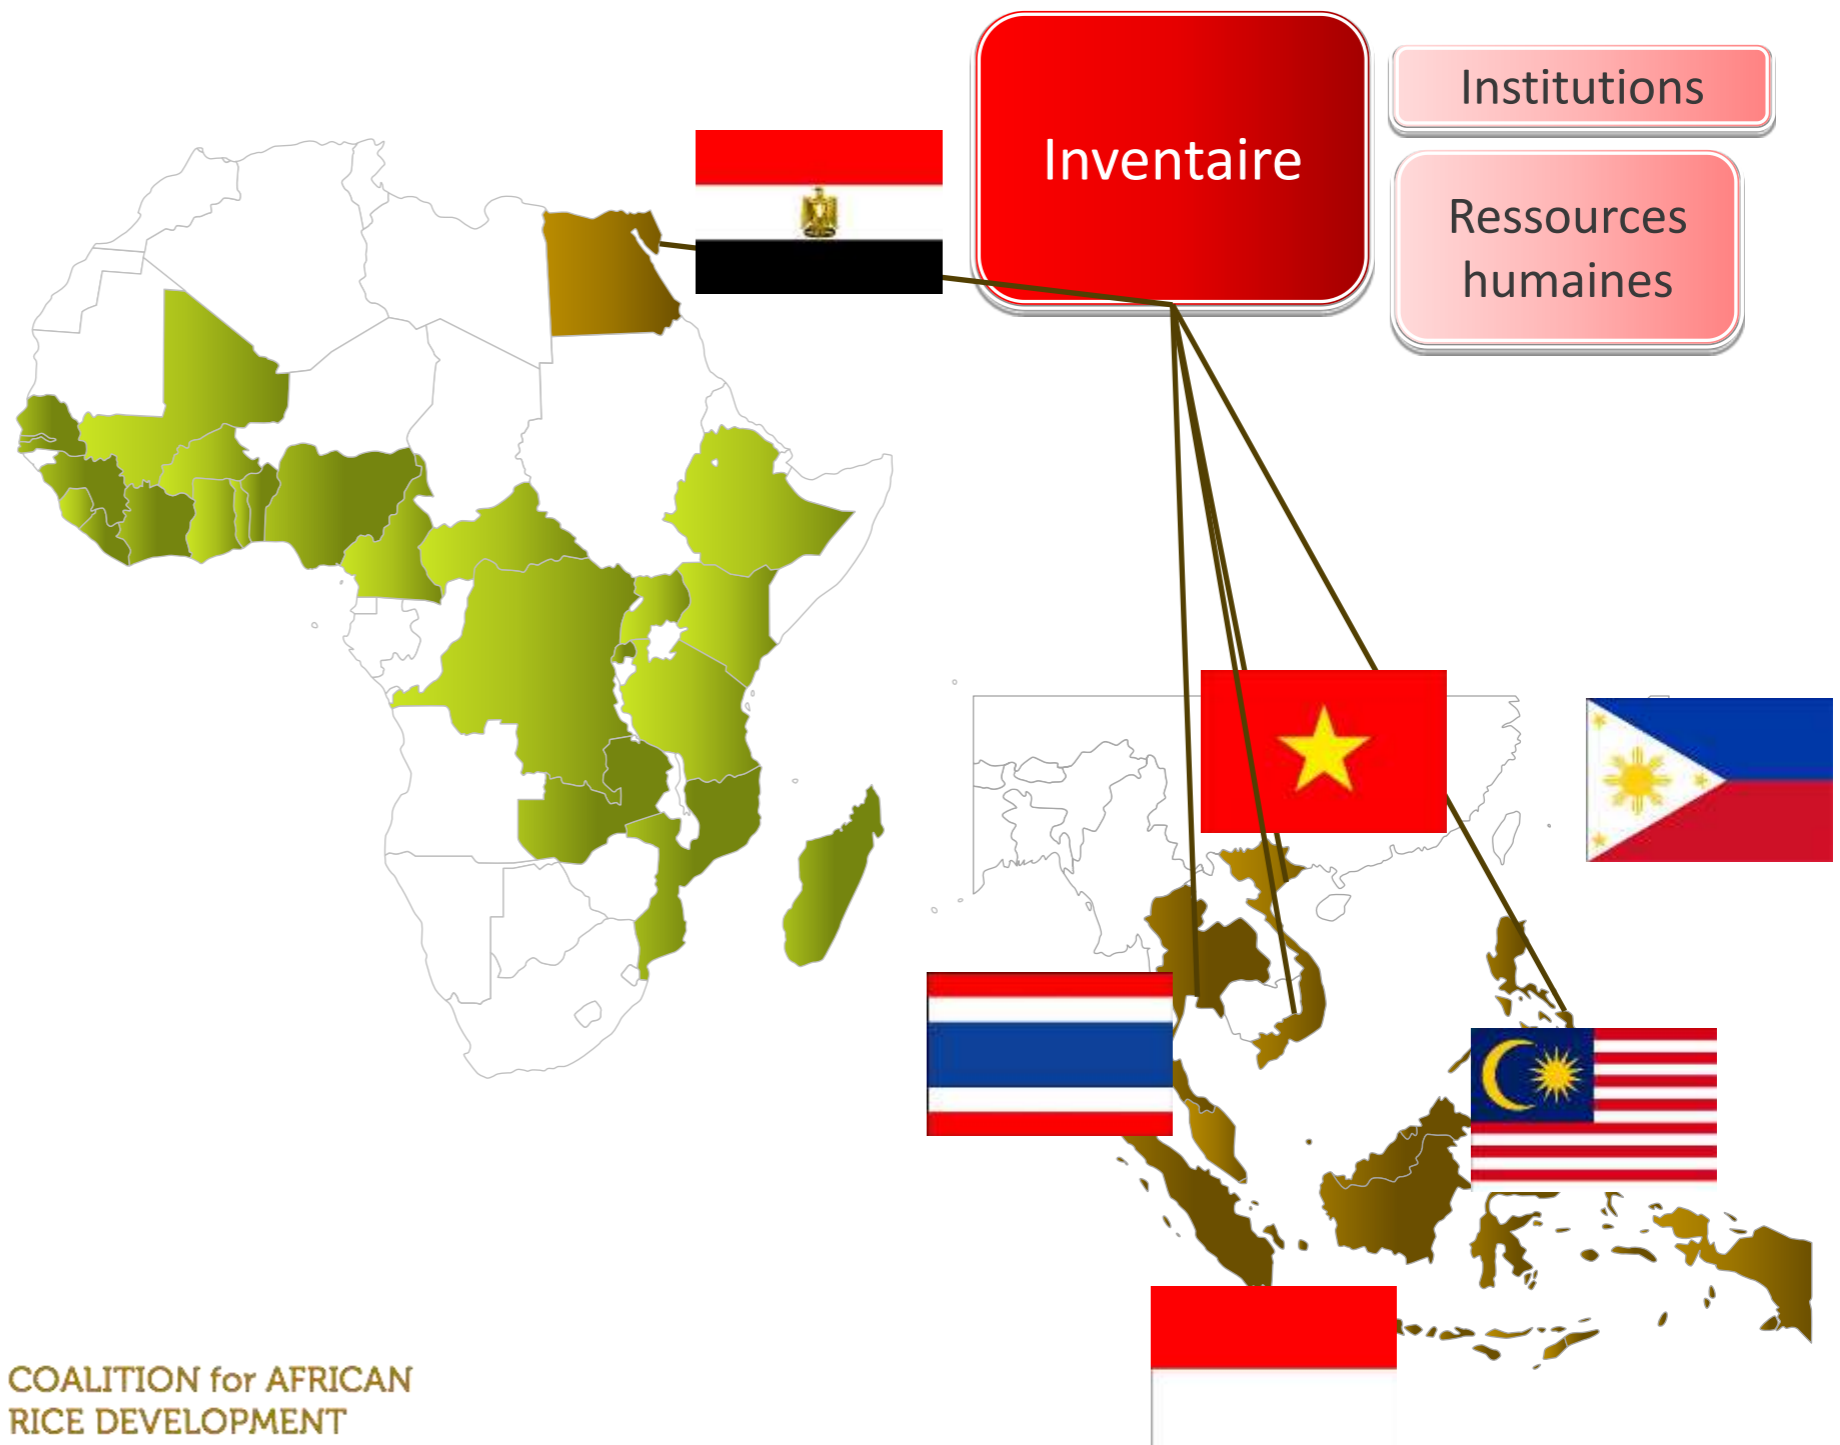 Inventaire
Institutions
Ressources
humaines
COALITION for AFRICAN
RICE DEVELOPMENT